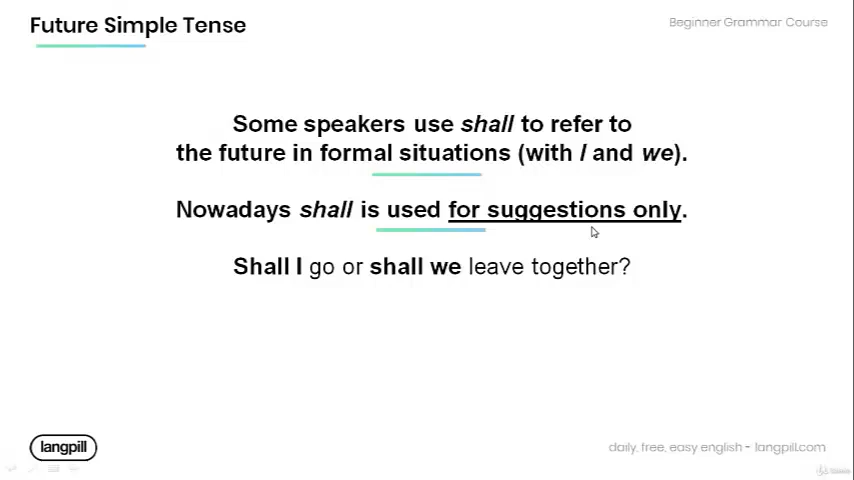 Future Simple Tense
Beginner Grammar Course
Some speakers use shall to refer to
the future in formal situations (with I and we).
Nowadays shall is used for suggestions only.
Shall I go or shall we leave together?
langpill
daily, free, easy english - langpill.com